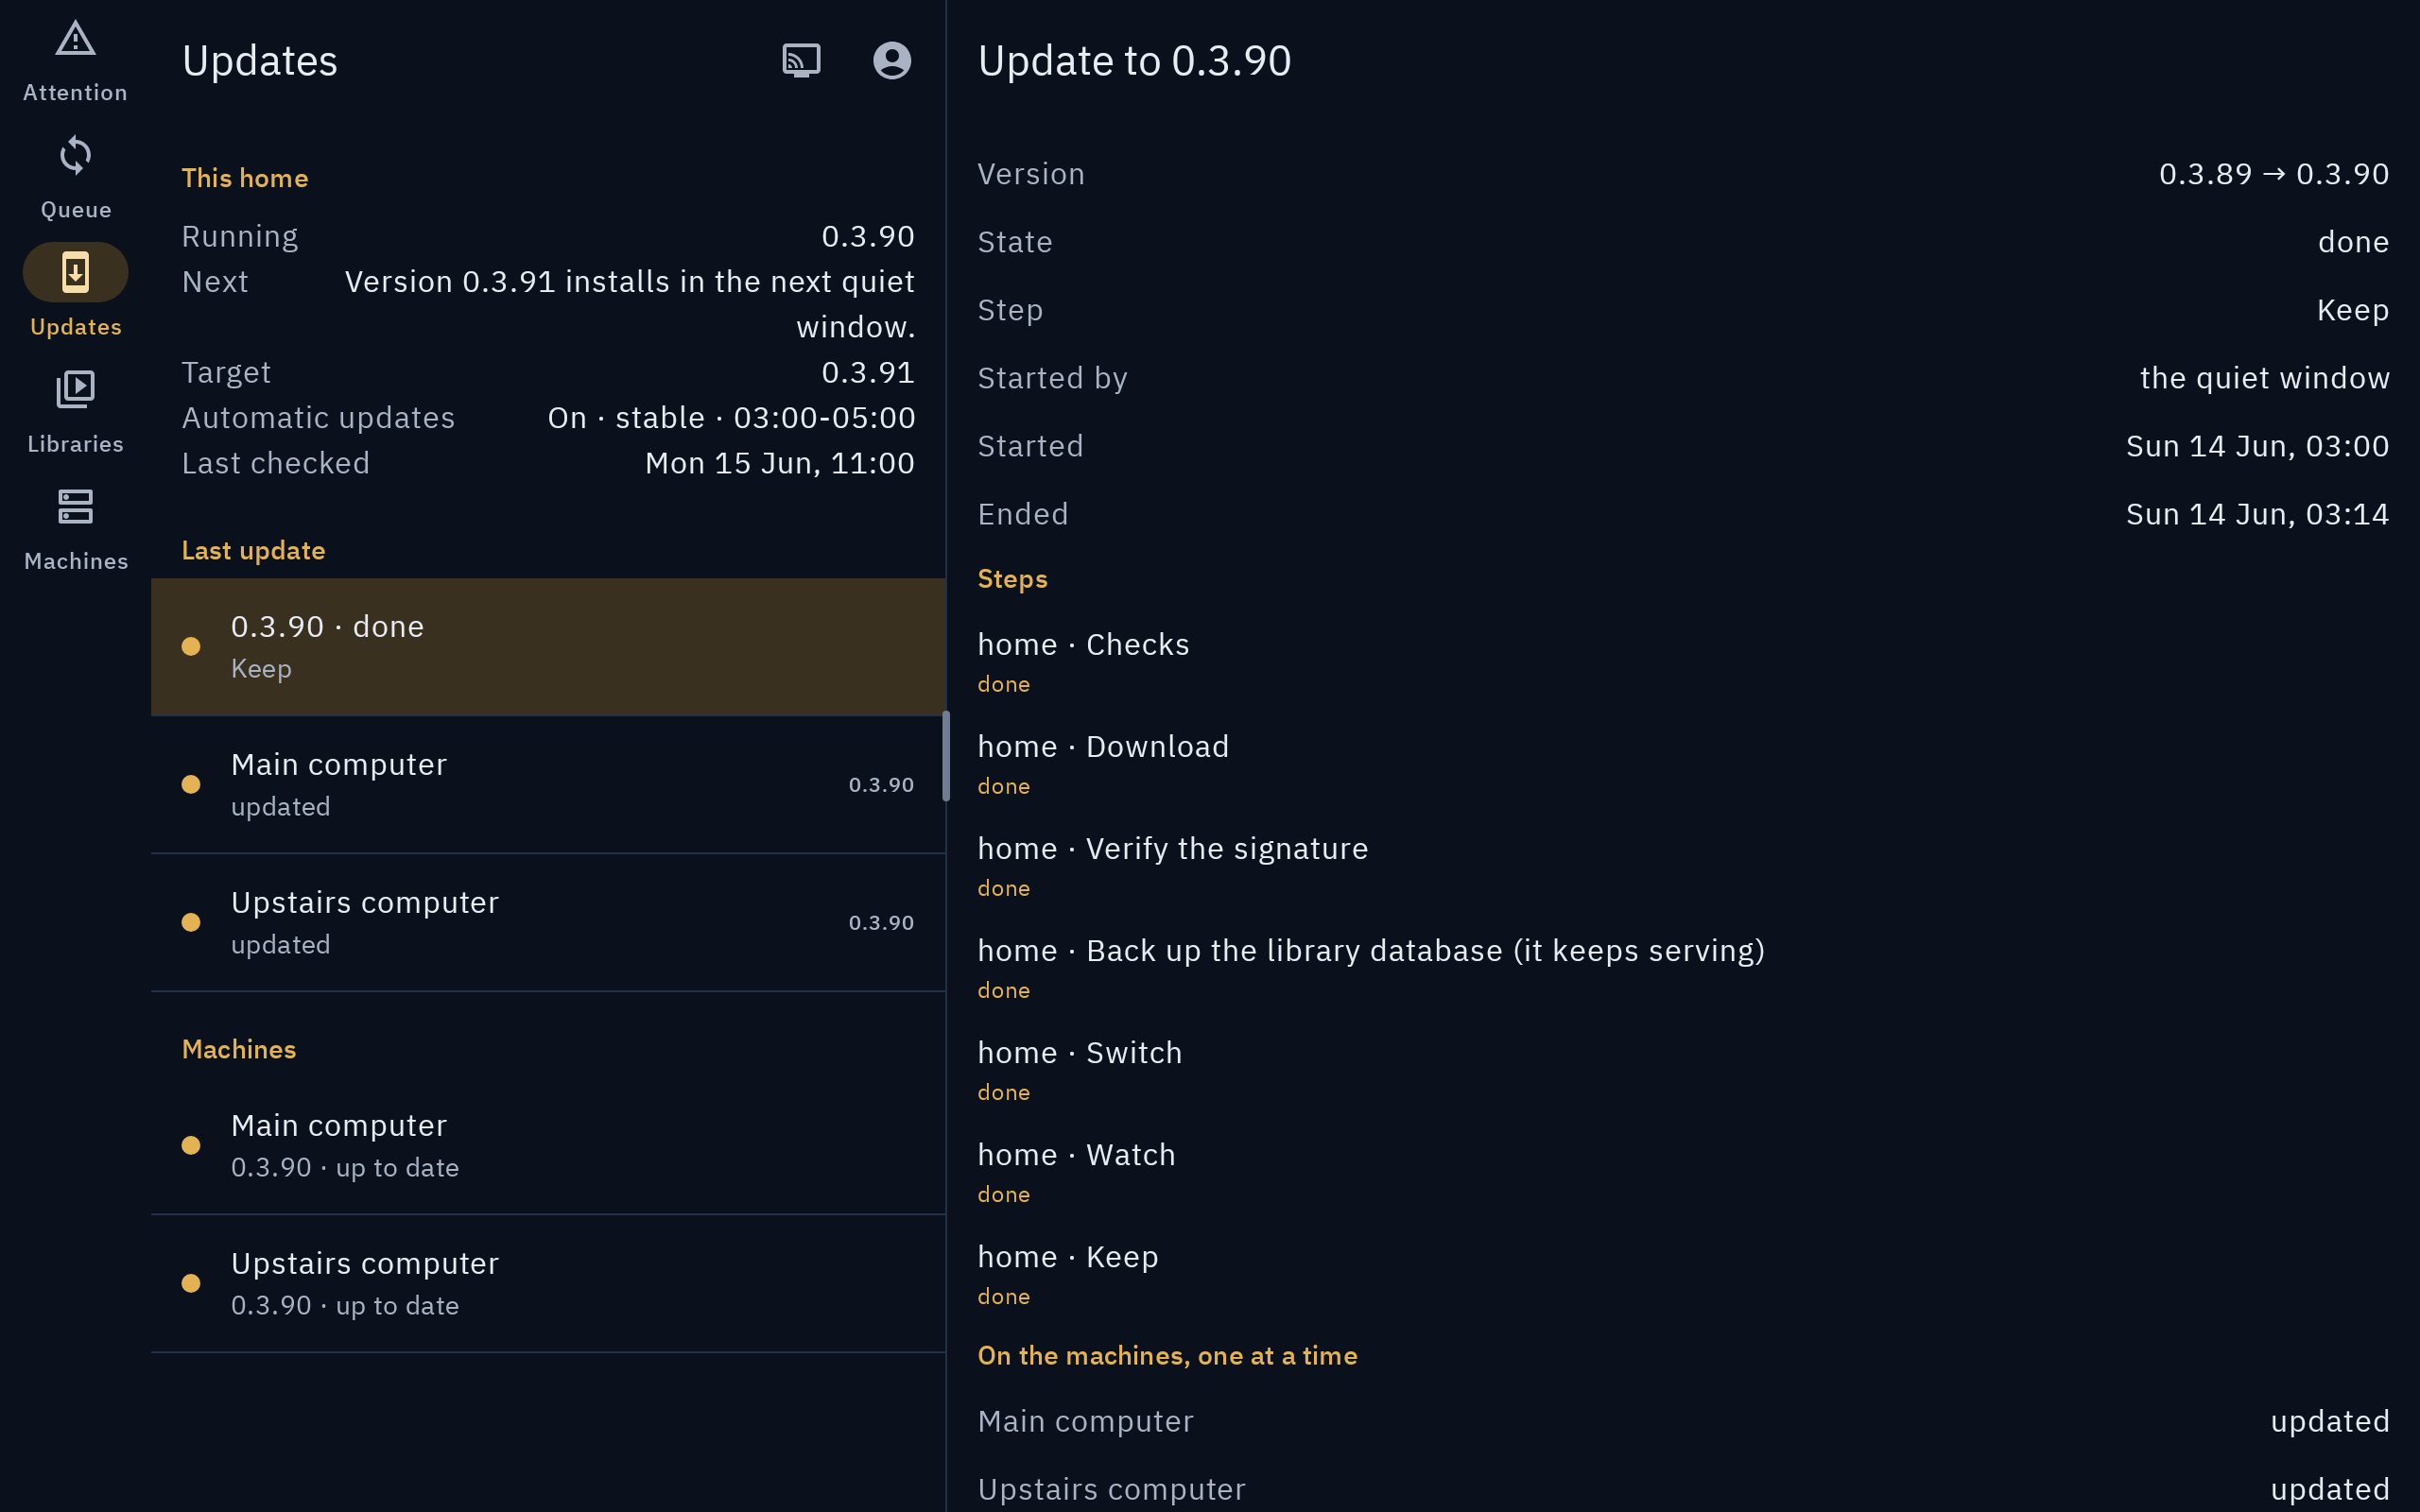 Attention
Queue
Updates
Libraries
Machines
Updates
This home
Running 0.3.90
Next Version 0.3.91 installs in the next quiet
window.
Target 0.3.91
Automatic updates On · stable · 03:00-05:00
Last checked Mon 15 Jun, 11:00
Last update
0.3.90 · done
Keep
Main computer
updated
0.3.90
Upstairs computer
updated
0.3.90
Machines
Main computer
0.3.90 · up to date
Upstairs computer
0.3.90 · up to date
Update to 0.3.90
Version 0.3.89 → 0.3.90
State done
Step Keep
Started by the quiet window
Started Sun 14 Jun, 03:00
Ended Sun 14 Jun, 03:14
Steps
home · Checks
done
home · Download
done
home · Verify the signature
done
home · Back up the library database (it keeps serving)
done
home · Switch
done
home · Watch
done
home · Keep
done
On the machines, one at a time
Main computer updated
Upstairs computer updated